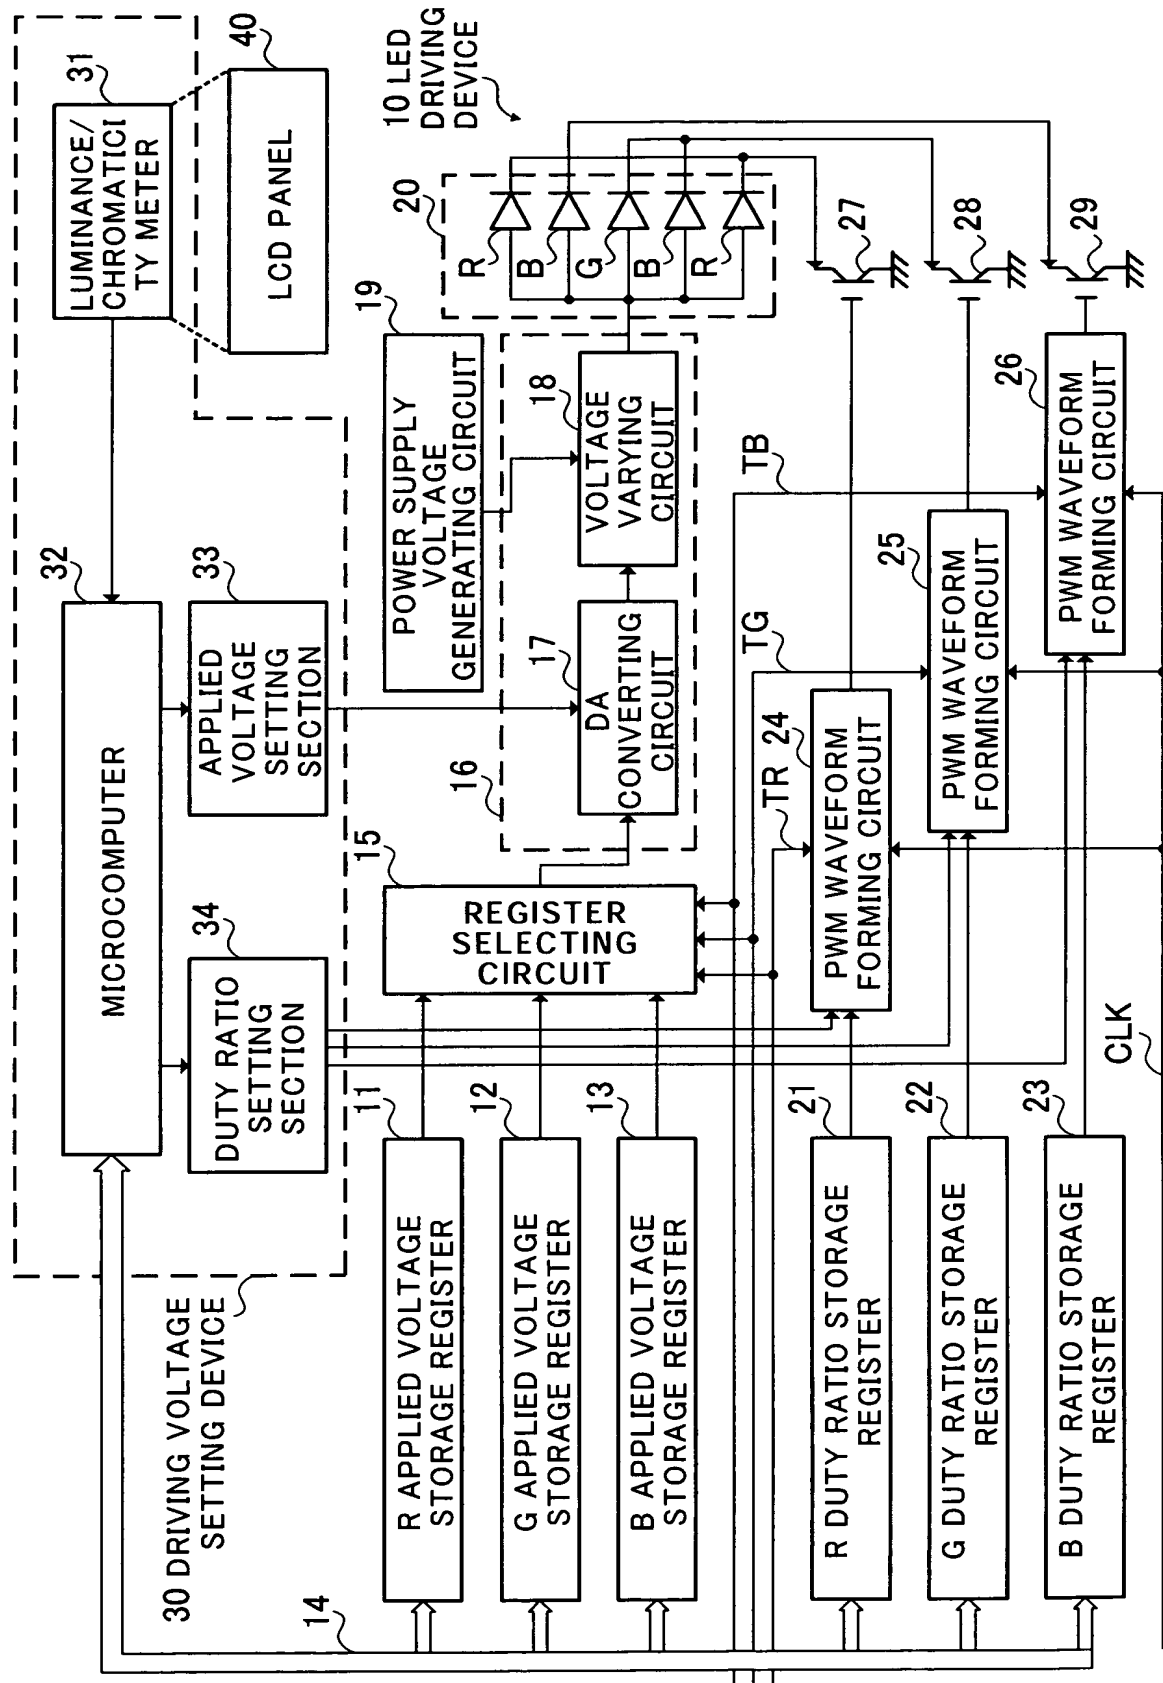 30 DRIVING VOLTAGE
SETTING DEVICE
14
MICROCOMPUTER
32
LUMINANCE/
CHROMATICI
TY METER
31
LCD PANEL
40
DUTY RATIO
SETTING
SECTION
34
APPLIED
VOLTAGE
SETTING
SECTION
33
R APPLIED VOLTAGE
STORAGE REGISTER
11
G APPLIED VOLTAGE
STORAGE REGISTER
12
B APPLIED VOLTAGE
STORAGE REGISTER
13
REGISTER
SELECTING
CIRCUIT
15
16
DA
CONVERTING
CIRCUIT
17
VOLTAGE
VARYING
CIRCUIT
18
POWER SUPPLY
VOLTAGE
GENERATING CIRCUIT
19
20
R
B
G
B
R
10 LED
DRIVING
DEVICE
R DUTY RATIO STORAGE
REGISTER
21
G DUTY RATIO STORAGE
REGISTER
22
B DUTY RATIO STORAGE
REGISTER
23
PWM WAVEFORM
FORMING CIRCUIT
24
PWM WAVEFORM
FORMING CIRCUIT
25
PWM WAVEFORM
FORMING CIRCUIT
26
TR
TG
TB
27
28
29
CLK